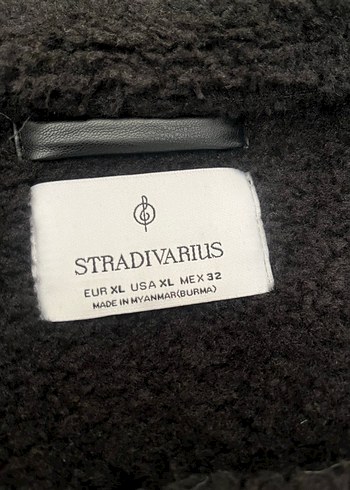 STRADIVARIUS
EUR XL USA XL MEX 32
MADE IN MYANMAR(BURMA)